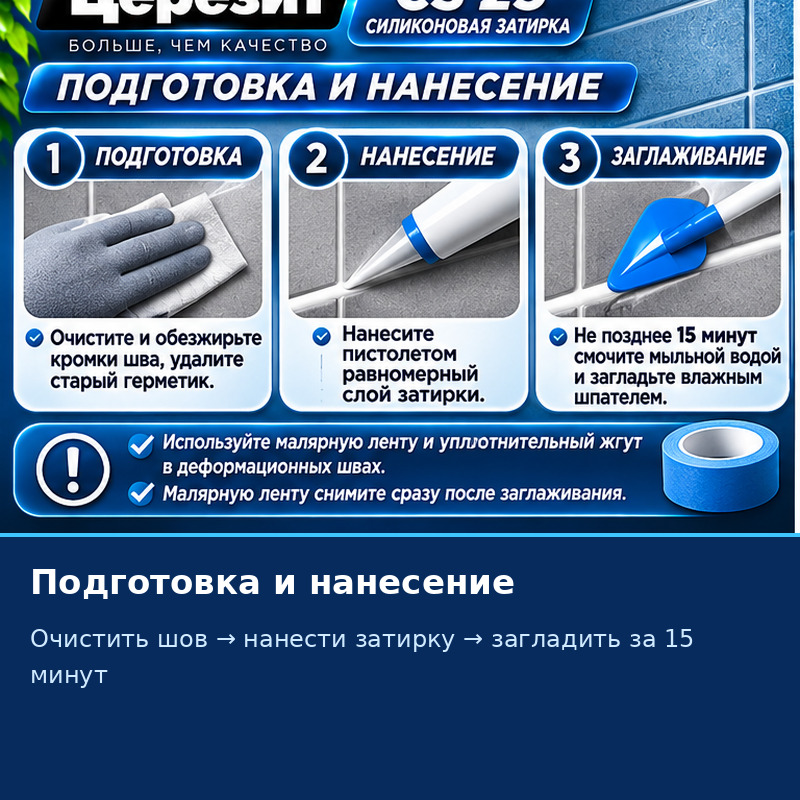 Церезит
CS 25
СИЛИКОНОВАЯ ЗАТИРКА
БОЛЬШЕ, ЧЕМ КАЧЕСТВО
ПОДГОТОВКА И НАНЕСЕНИЕ
1 ПОДГОТОВКА
Очистите и обезжирьте
кромки шва, удалите
старый герметик.
2 НАНЕСЕНИЕ
Нанесите
пистолетом
равномерный
слой затирки.
3 ЗАГЛАЖИВАНИЕ
Не позднее 15 минут
смочите мыльной водой
и загладьте влажным
шпателем.
Используйте малярную ленту и уплотнительный жгут
в деформационных швах.
Малярную ленту снимите сразу после заглаживания.
Подготовка и нанесение
Очистить шов → нанести затирку → загладить за 15
минут